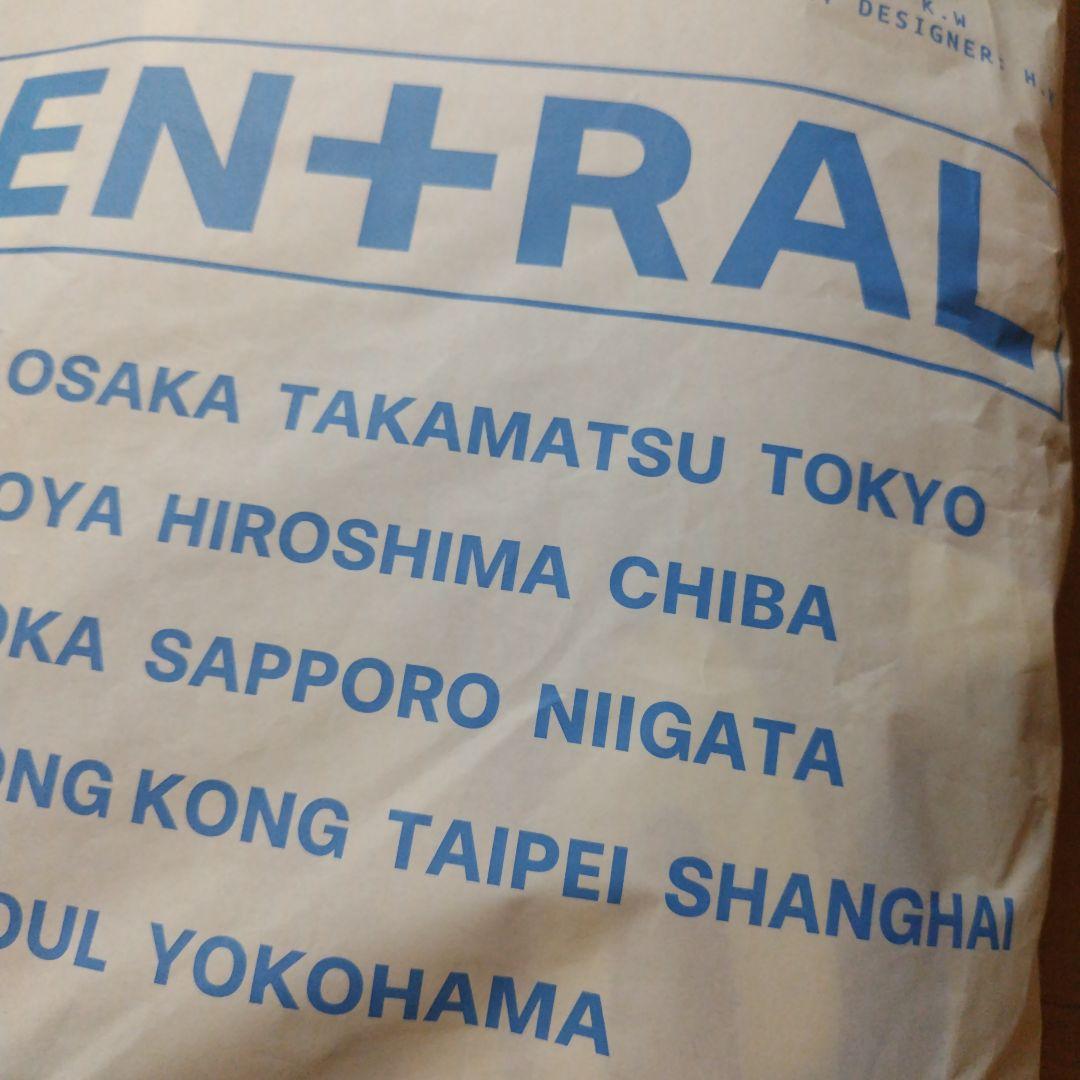 K.W
DESIGNER: H.
EN+RAL
OSAKA TAKAMATSU TOKYO
OYA HIROSHIMA CHIBA
OKA SAPPORO NIIGATA
ONG KONG TAIPEI SHANGHAI
OUL YOKOHAMA